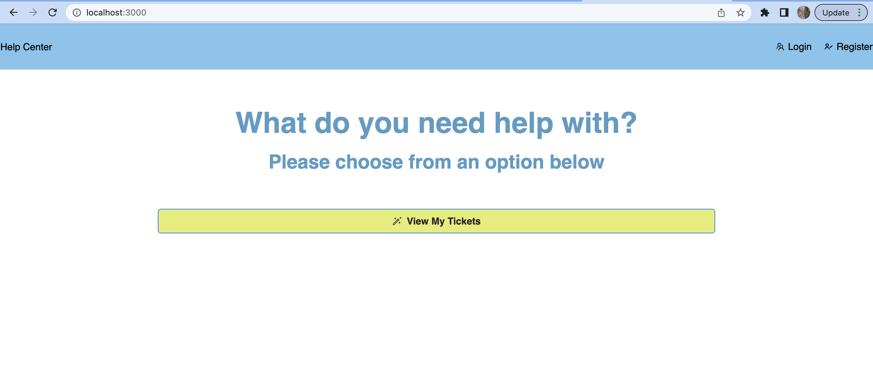 localhost:3000
Update
Help Center
Login
Register
What do you need help with?
Please choose from an option below
View My Tickets